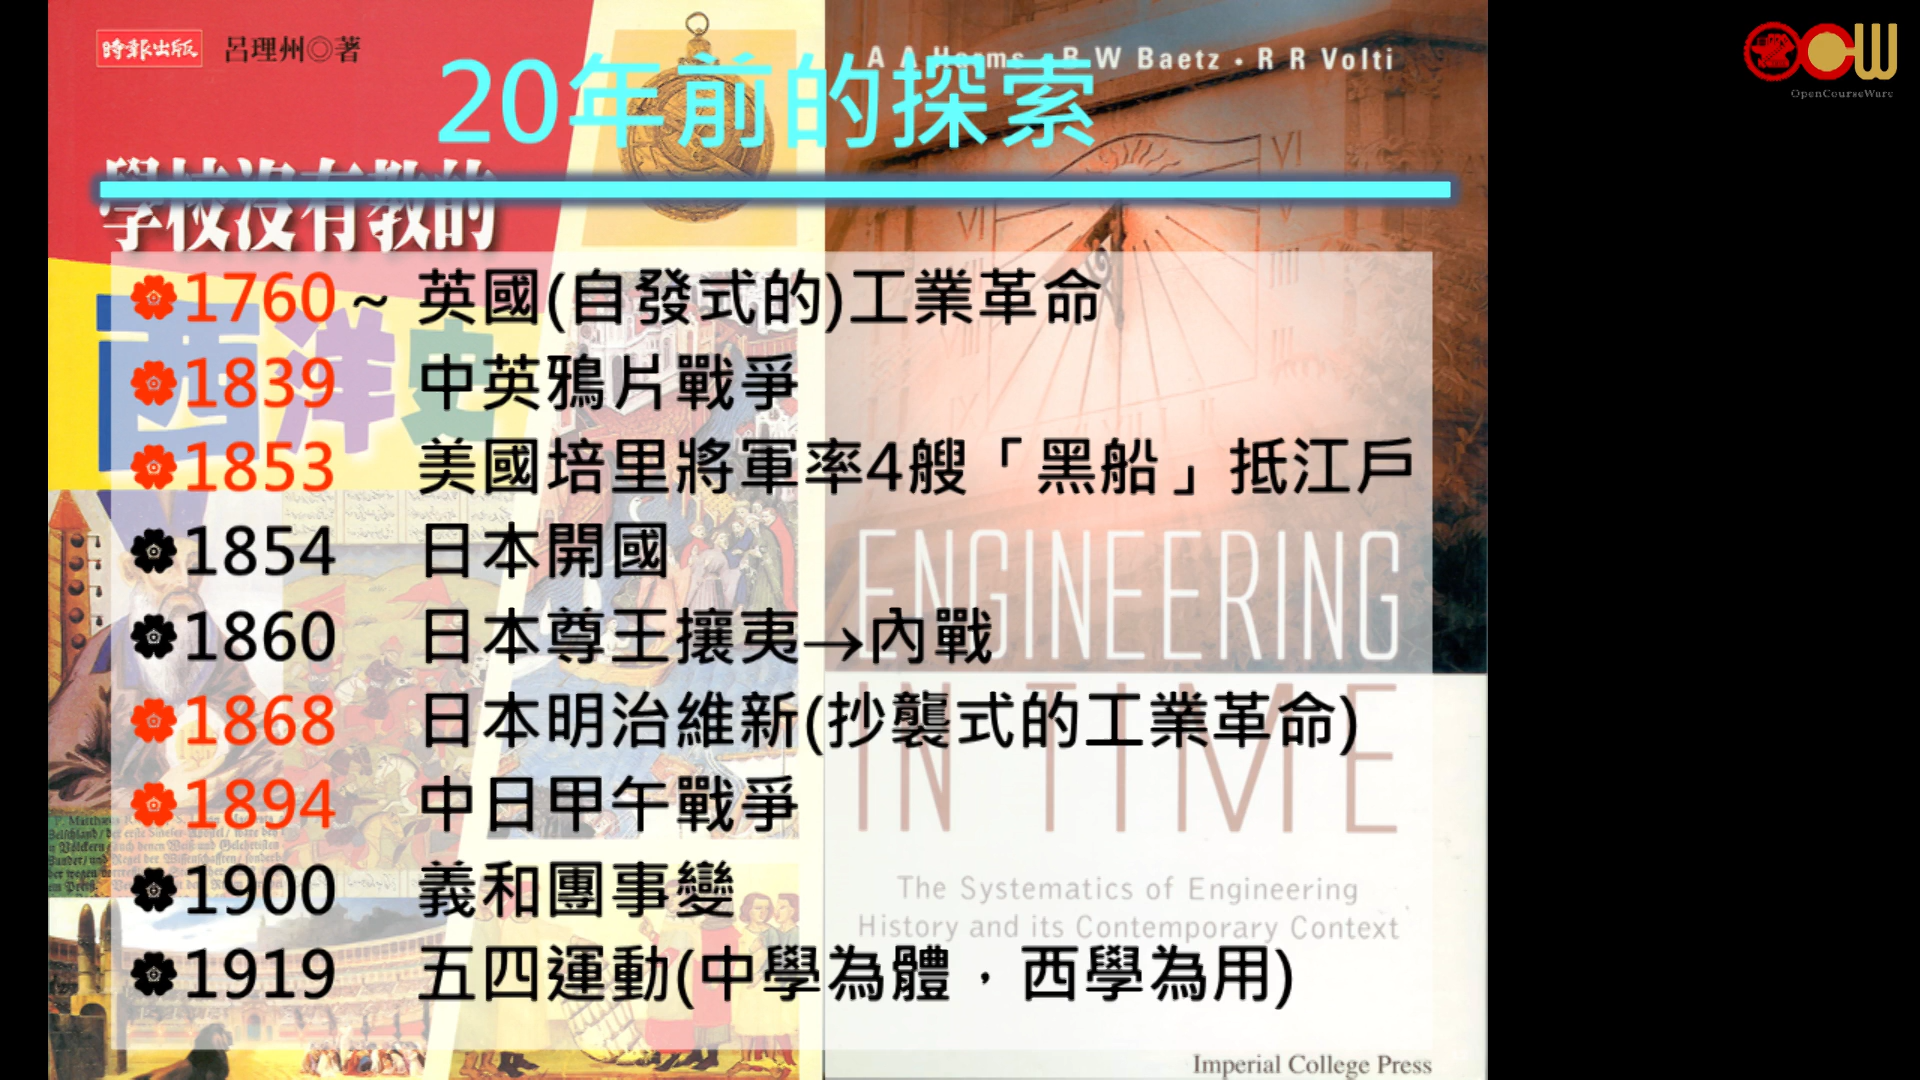 時報出版 呂理州◎著
A A Harms • B W Baetz • R R Volti
20年前的探索
學校沒有教的
西洋史
1760 ~ 英國(自發式的)工業革命
1839 中英鴉片戰爭
1853 美國培里將軍率4艘「黑船」抵江戶
1854 日本開國
1860 日本尊王攘夷→內戰
1868 日本明治維新(抄襲式的工業革命)
1894 中日甲午戰爭
1900 義和團事變
1919 五四運動(中學為體，西學為用)
ENGINEERING
IN TIME
The Systematics of Engineering
History and its Contemporary Context
Imperial College Press
OCW
OpenCourseWare